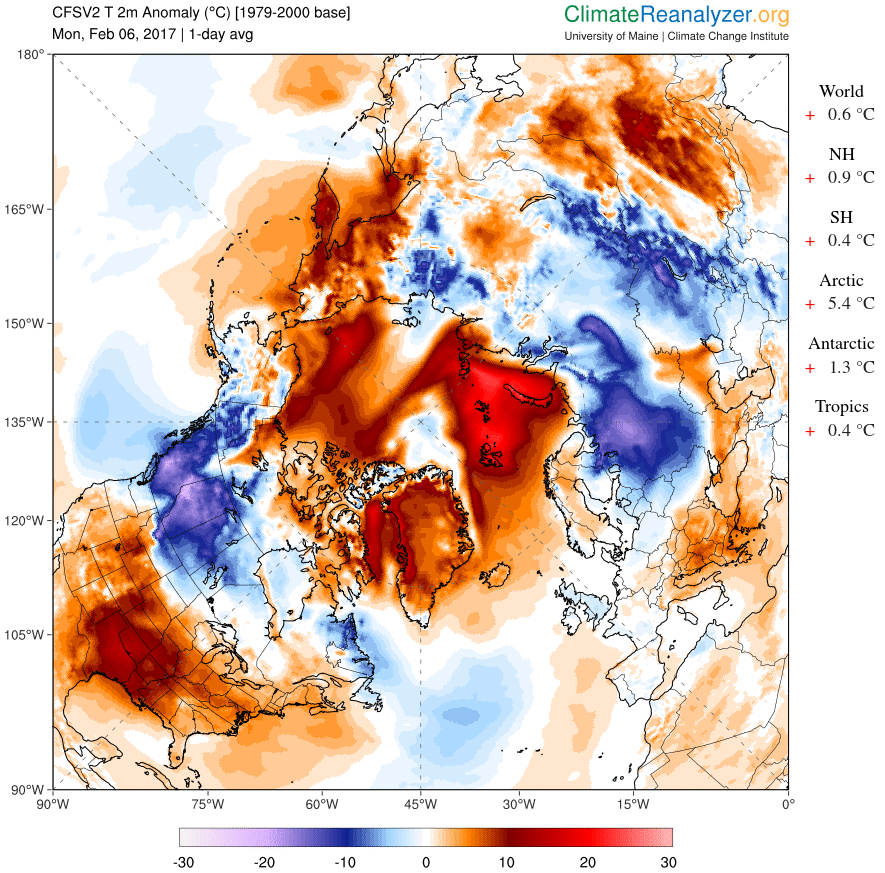 CFSV2 T 2m Anomaly (°C) [1979-2000 base]
Mon, Feb 06, 2017 | 1-day avg
ClimateReanalyzer.org
University of Maine | Climate Change Institute
180°
165°W
150°W
135°W
120°W
105°W
90°W
90°W 75°W 60°W 45°W 30°W 15°W 0°
World
+ 0.6 °C
NH
+ 0.9 °C
SH
+ 0.4 °C
Arctic
+ 5.4 °C
Antarctic
+ 1.3 °C
Tropics
+ 0.4 °C
-30 -20 -10 0 10 20 30